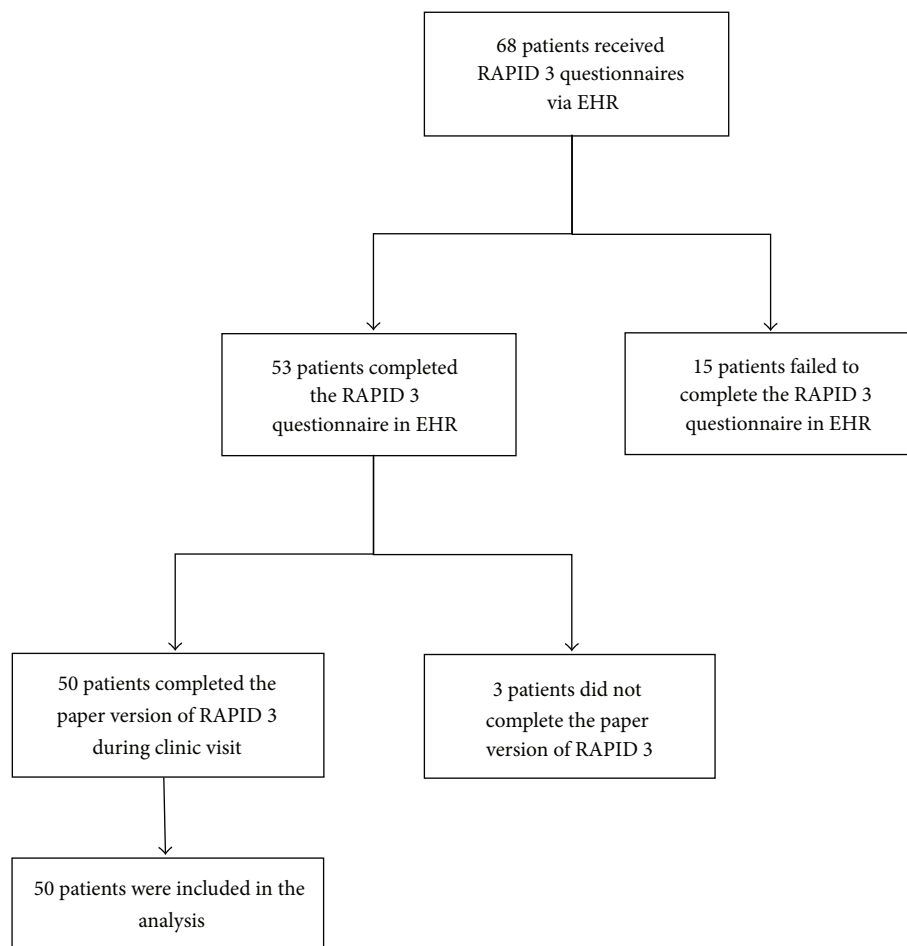 68 patients received
RAPID 3 questionnaires
via EHR
53 patients completed
the RAPID 3
questionnaire in EHR
15 patients failed to
complete the RAPID 3
questionnaire in EHR
50 patients completed the
paper version of RAPID 3
during clinic visit
3 patients did not
complete the paper
version of RAPID 3
50 patients were included in the
analysis